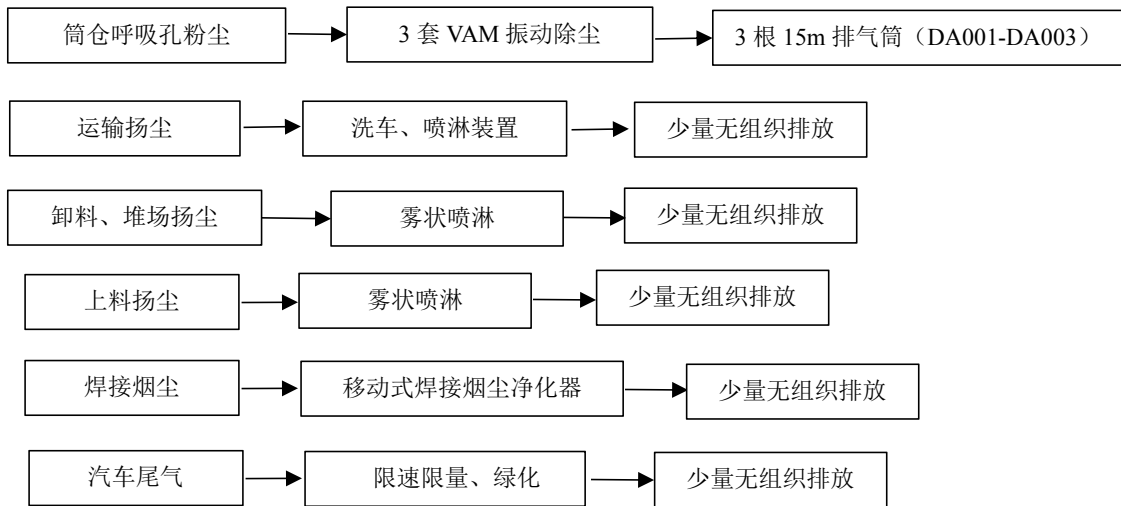 筒仓呼吸孔粉尘
3 套 VAM 振动除尘
3 根 15m 排气筒（DA001-DA003）
运输扬尘
洗车、喷淋装置
少量无组织排放
卸料、堆场扬尘
雾状喷淋
少量无组织排放
上料扬尘
雾状喷淋
少量无组织排放
焊接烟尘
移动式焊接烟尘净化器
少量无组织排放
汽车尾气
限速限量、绿化
少量无组织排放